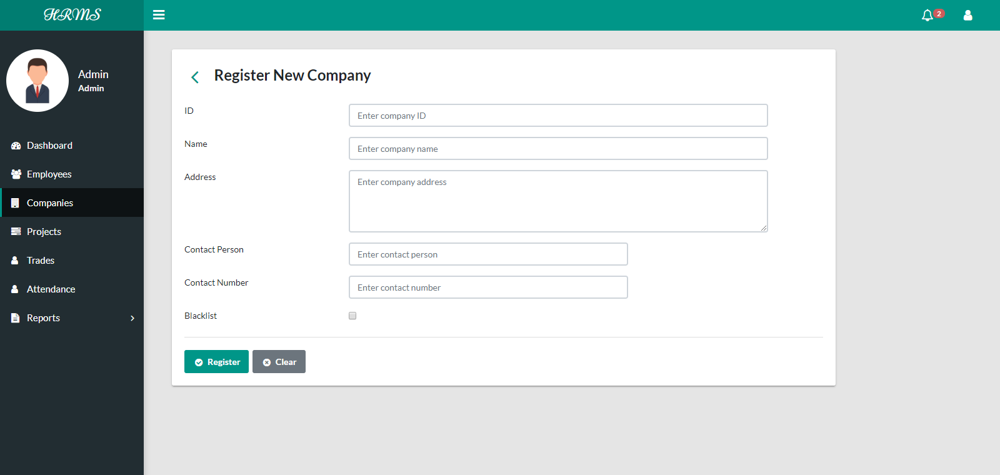 HRMS
2
Admin
Admin
Dashboard
Employees
Companies
Projects
Trades
Attendance
Reports
Register New Company
ID
Enter company ID
Name
Enter company name
Address
Enter company address
Contact Person
Enter contact person
Contact Number
Enter contact number
Blacklist
Register
Clear